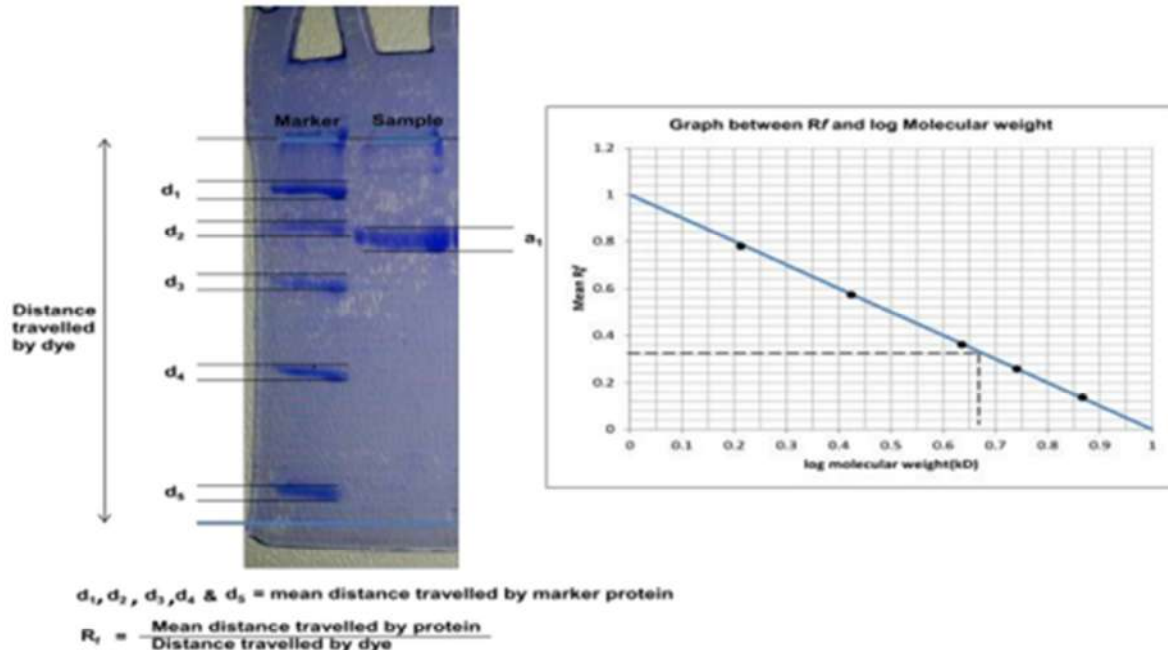 Marker Sample
d₁
d₂
a₁
d₃
Distance
travelled
by dye
d₄
d₅
Graph between Rf and log Molecular weight
1.2
1
0.8
0.6
0.4
0.2
0
Mean Rf
0 0.1 0.2 0.3 0.4 0.5 0.6 0.7 0.8 0.9 1
log molecular weight(kD)
d₁, d₂ , d₃ ,d₄ & d₅ = mean distance travelled by marker protein
R_f = Mean distance travelled by protein
Distance travelled by dye